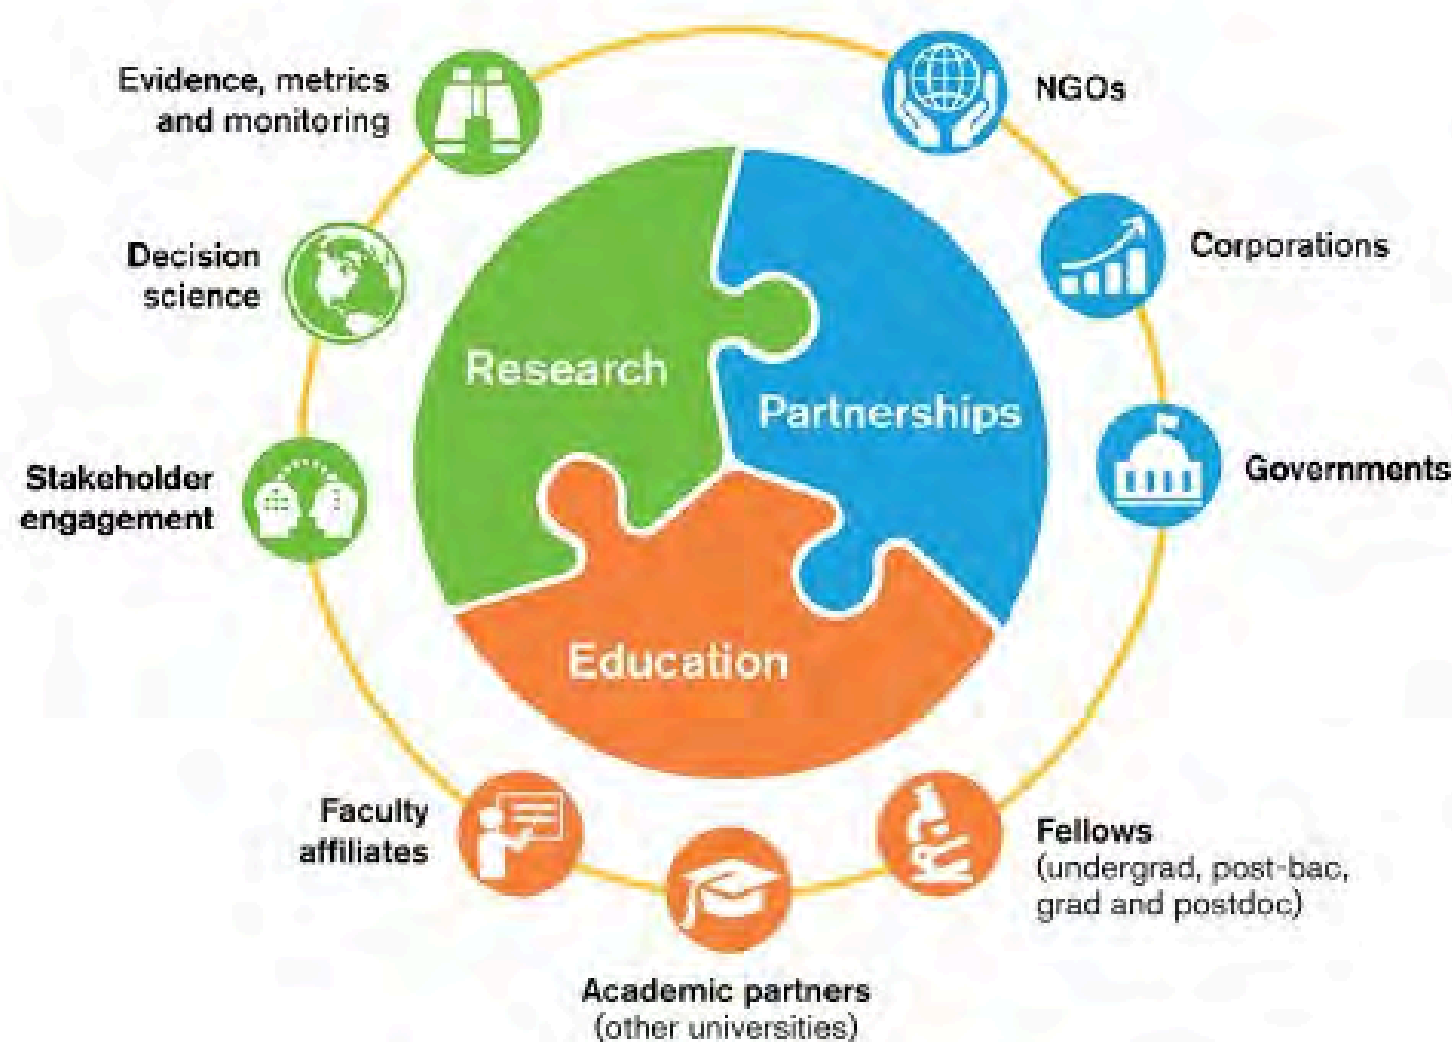 Evidence, metrics
and monitoring
NGOs
Decision
science
Corporations
Research
Partnerships
Stakeholder
engagement
Governments
Education
Faculty
affiliates
Fellows
(undergrad, post-bac,
grad and postdoc)
Academic partners
(other universities)